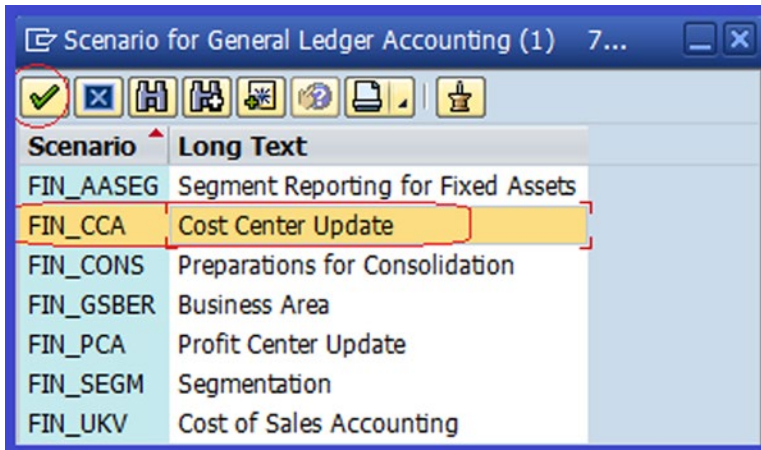 Scenario for General Ledger Accounting (1) 7...
Scenario Long Text
FIN_AASEG Segment Reporting for Fixed Assets
FIN_CCA Cost Center Update
FIN_CONS Preparations for Consolidation
FIN_GSBER Business Area
FIN_PCA Profit Center Update
FIN_SEGM Segmentation
FIN_UKV Cost of Sales Accounting